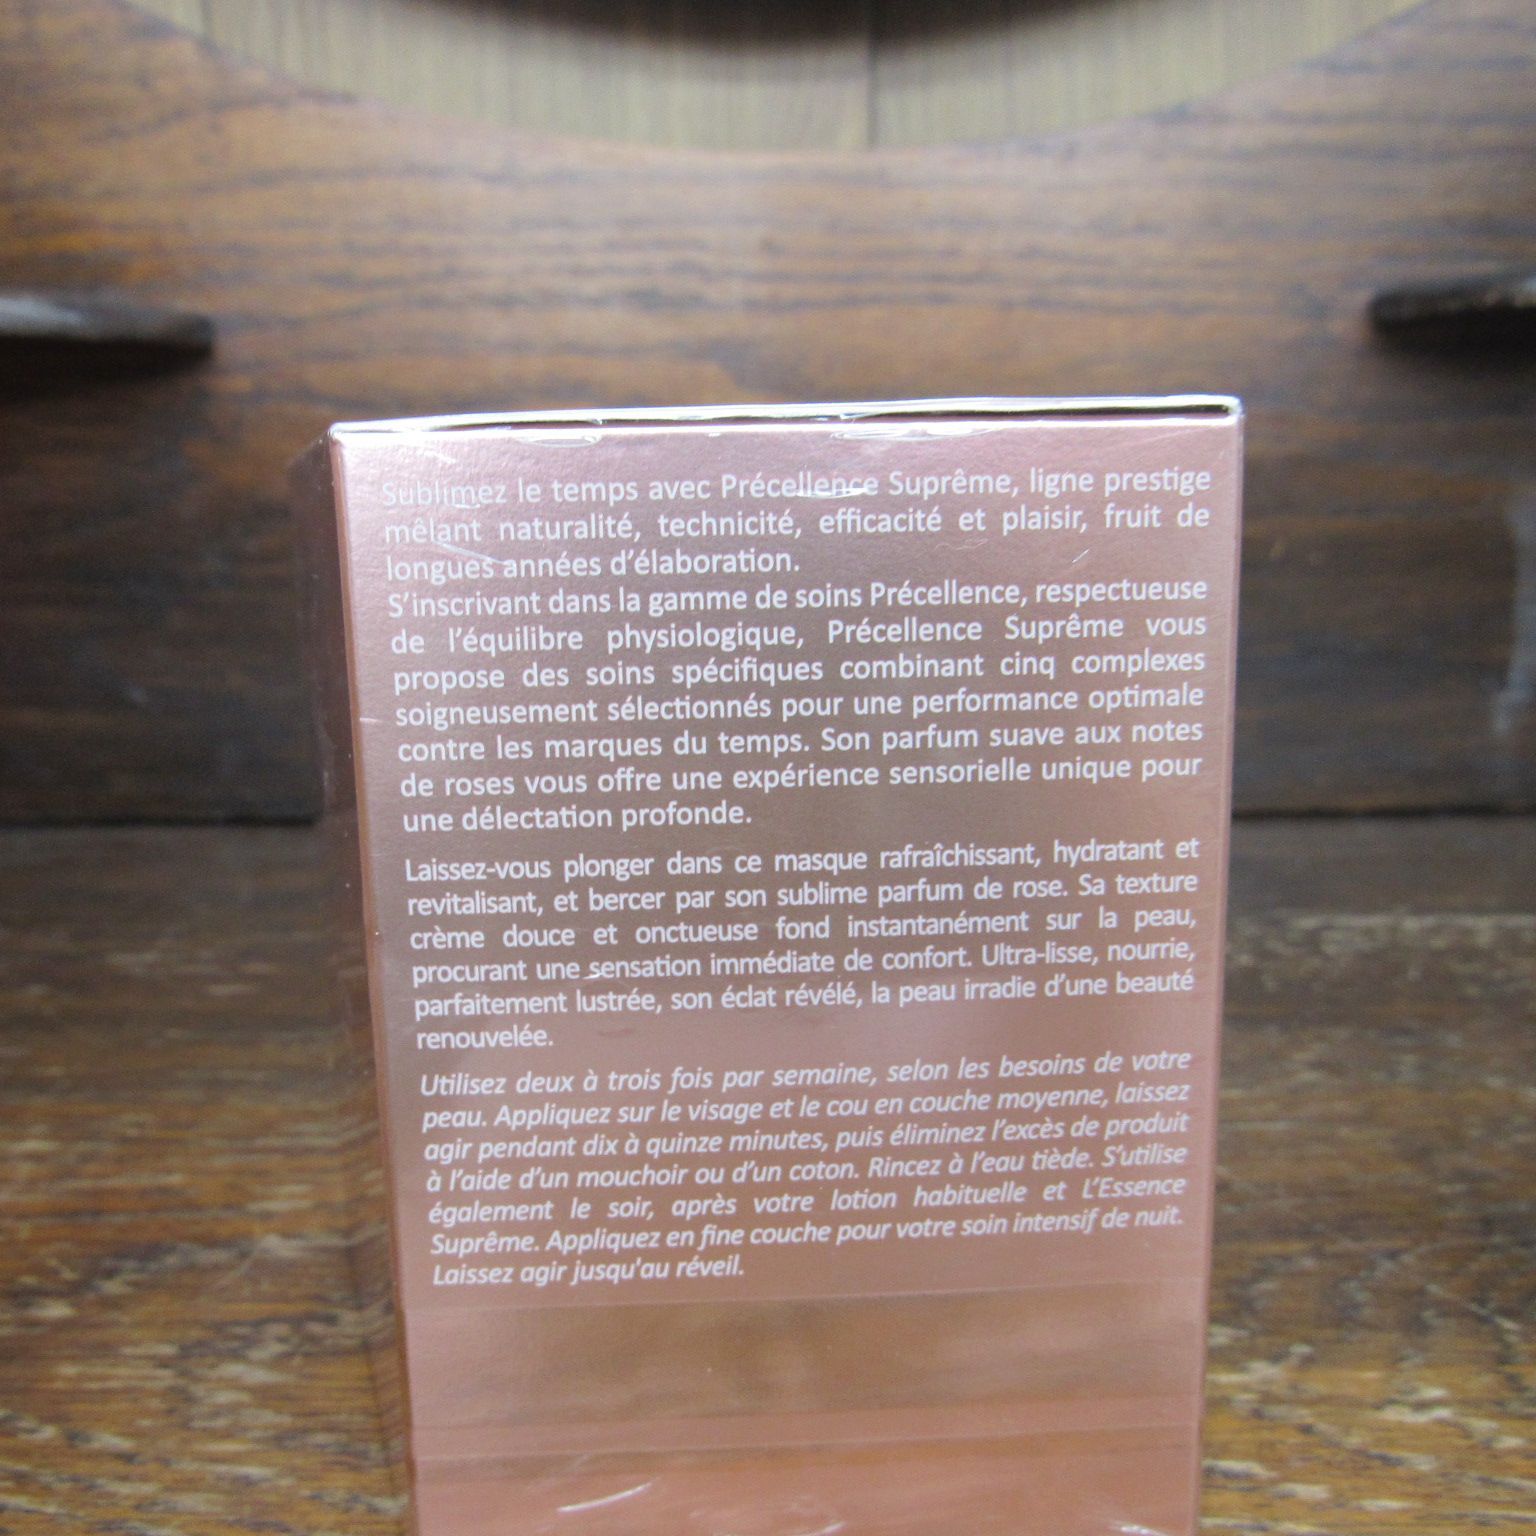 Sublimez le temps avec Précellence Suprême, ligne prestige
mêlant naturalité, technicité, efficacité et plaisir, fruit de
longues années d’élaboration.
S’inscrivant dans la gamme de soins Précellence, respectueuse
de l’équilibre physiologique, Précellence Suprême vous
propose des soins spécifiques combinant cinq complexes
soigneusement sélectionnés pour une performance optimale
contre les marques du temps. Son parfum suave aux notes
de roses vous offre une expérience sensorielle unique pour
une délectation profonde.
Laissez-vous plonger dans ce masque rafraîchissant, hydratant et
revitalisant, et bercer par son sublime parfum de rose. Sa texture
crème douce et onctueuse fond instantanément sur la peau,
procurant une sensation immédiate de confort. Ultra-lisse, nourrie,
parfaitement lustrée, son éclat révélé, la peau irradie d’une beauté
renouvelée.
Utilisez deux à trois fois par semaine, selon les besoins de votre
peau. Appliquez sur le visage et le cou en couche moyenne, laissez
agir pendant dix à quinze minutes, puis éliminez l’excès de produit
à l’aide d’un mouchoir ou d’un coton. Rincez à l’eau tiède. S’utilise
également le soir, après votre lotion habituelle et L’Essence
Suprême. Appliquez en fine couche pour votre soin intensif de nuit.
Laissez agir jusqu'au réveil.